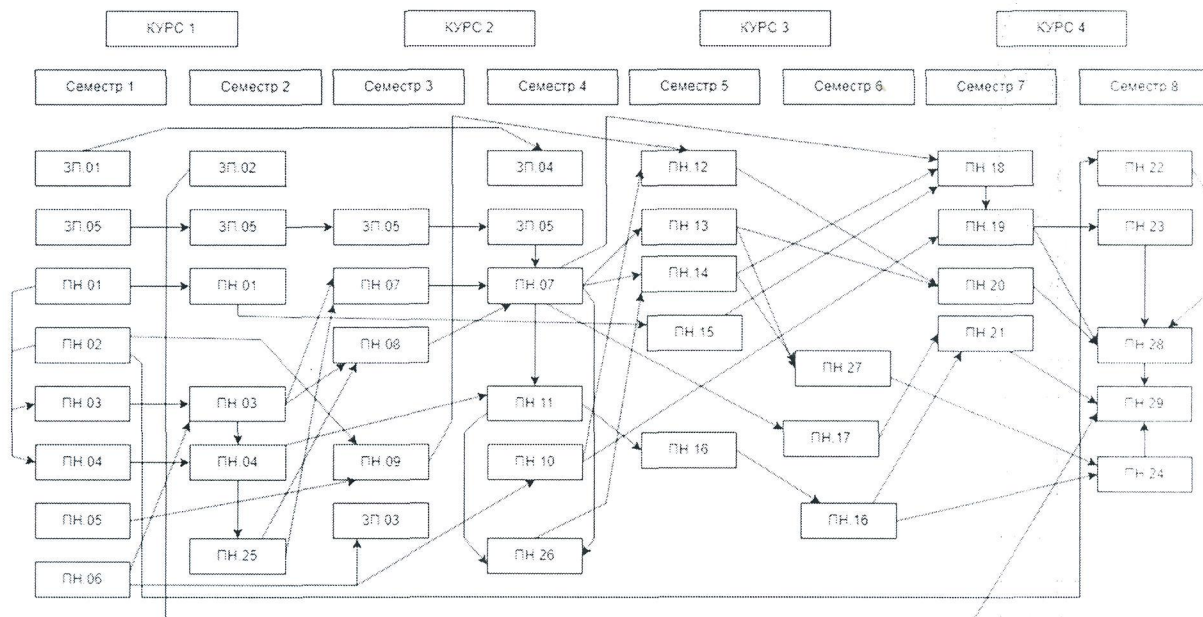 КУРС 1 КУРС 2 КУРС 3 КУРС 4
Семестр 1 Семестр 2 Семестр 3 Семестр 4 Семестр 5 Семестр 6 Семестр 7 Семестр 8
ЗП.01 ЗП.02 ЗП.04 ПН.12 ПН 18 ПН 22
ЗП.05 ЗП.05 ЗП 05 ЗП.05 ПН 13 ПН.19 ПН 23
ПН 01 ПН 01 ПН 07 ПН 07 ПН.14 ПН 20
ПН 02 ПН 08 ПН.15 ПН 21 ПН 28
ПН 03 ПН 03 ПН 11 ПН 27 ПН 29
ПН 04 ПН.04 ПН 09 ПН 10 ПН 16 ПН.17 ПН 24
ПН.05 ЗП 03 ПН.16
ПН 06 ПН.25 ПН 26